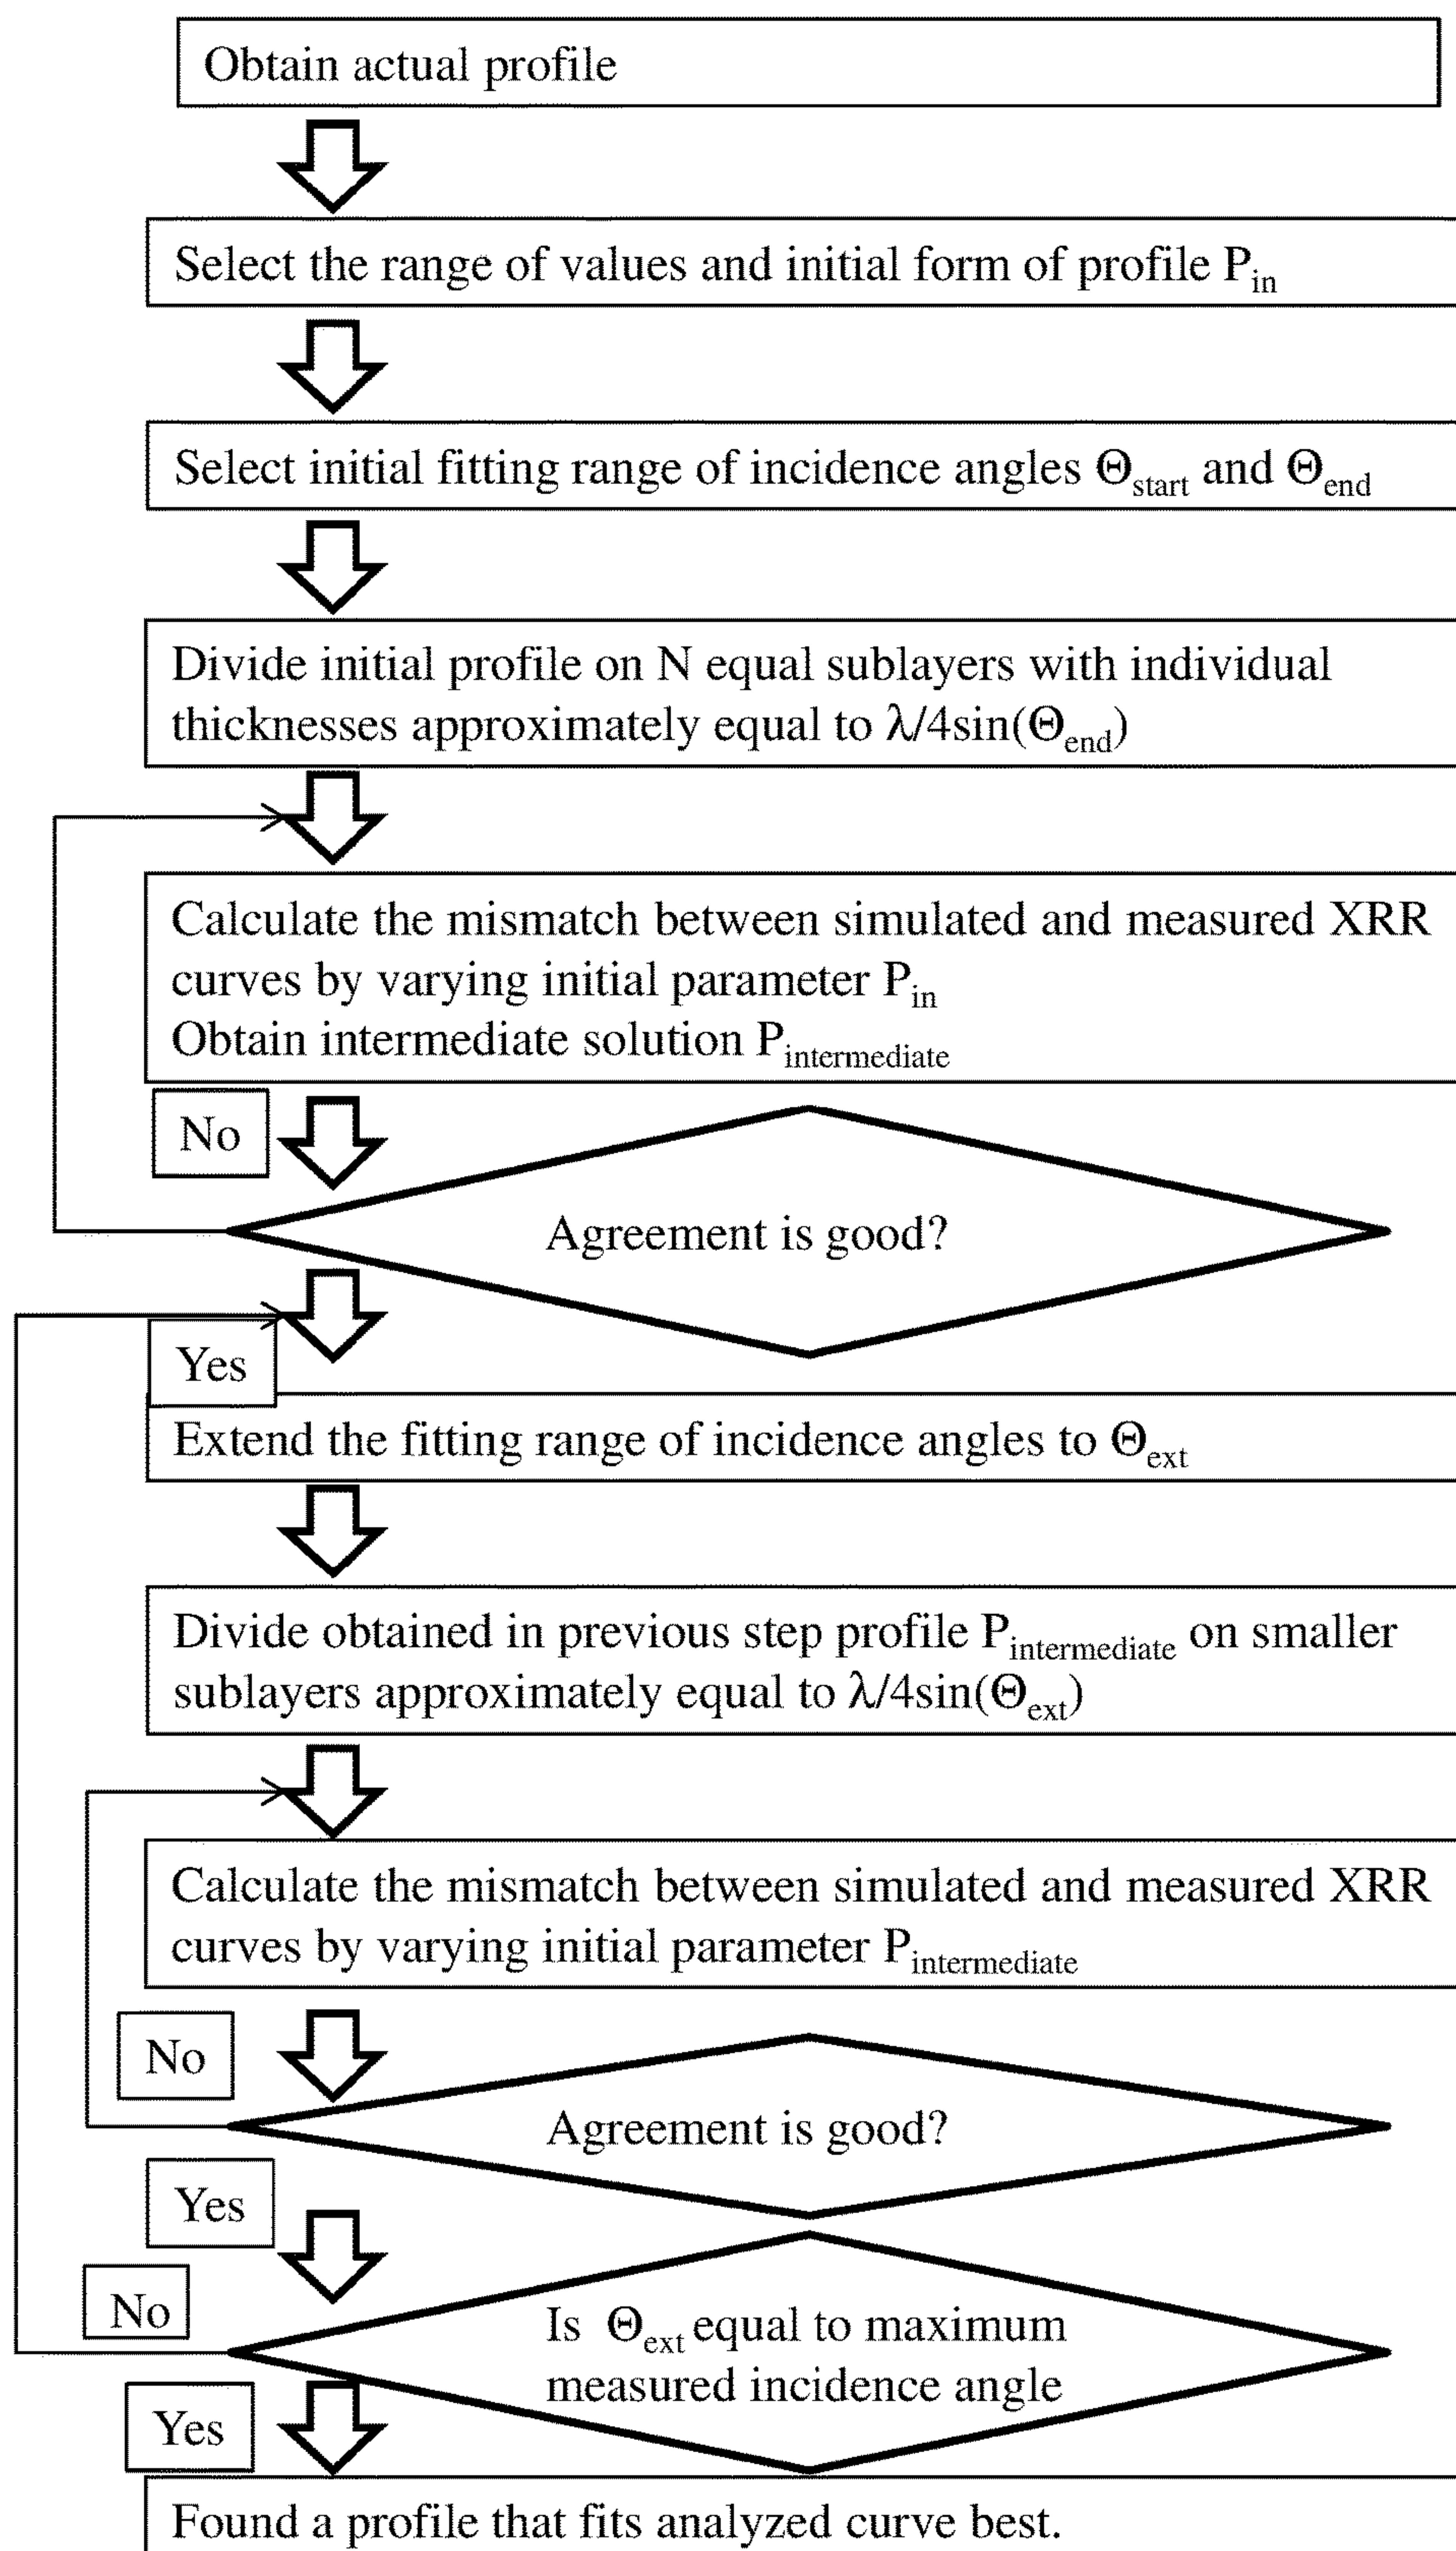 Obtain actual profile
Select the range of values and initial form of profile P_in
Select initial fitting range of incidence angles Θ_start and Θ_end
Divide initial profile on N equal sublayers with individual
thicknesses approximately equal to λ/4sin(Θ_end)
Calculate the mismatch between simulated and measured XRR
curves by varying initial parameter P_in
Obtain intermediate solution P_intermediate
No
Agreement is good?
Yes
Extend the fitting range of incidence angles to Θ_ext
Divide obtained in previous step profile P_intermediate on smaller
sublayers approximately equal to λ/4sin(Θ_ext)
Calculate the mismatch between simulated and measured XRR
curves by varying initial parameter P_intermediate
No
Agreement is good?
Yes
No
Is Θ_ext equal to maximum
measured incidence angle
Yes
Found a profile that fits analyzed curve best.